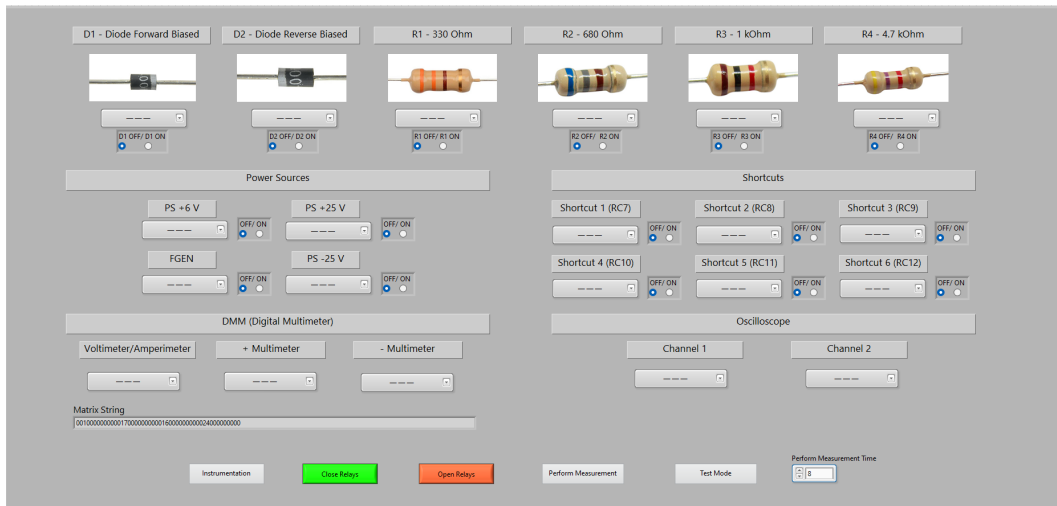 D1 - Diode Forward Biased D2 - Diode Reverse Biased R1 - 330 Ohm R2 - 680 Ohm R3 - 1 kOhm R4 - 4.7 kOhm
--- --- --- --- --- ---
D1 OFF/ D1 ON D2 OFF/ D2 ON R1 OFF/ R1 ON R2 OFF/ R2 ON R3 OFF/ R3 ON R4 OFF/ R4 ON
Power Sources Shortcuts
PS +6 V PS +25 V Shortcut 1 (RC7) Shortcut 2 (RC8) Shortcut 3 (RC9)
--- OFF/ ON --- OFF/ ON --- OFF/ ON --- OFF/ ON --- OFF/ ON
FGEN PS -25 V Shortcut 4 (RC10) Shortcut 5 (RC11) Shortcut 6 (RC12)
--- OFF/ ON --- OFF/ ON --- OFF/ ON --- OFF/ ON --- OFF/ ON
DMM (Digital Multimeter) Oscilloscope
Voltimeter/Amperimeter + Multimeter - Multimeter Channel 1 Channel 2
--- --- --- --- ---
Matrix String
Perform Measurement Time
Instrumentation Close Relays Open Relays Perform Measurement Test Mode 8